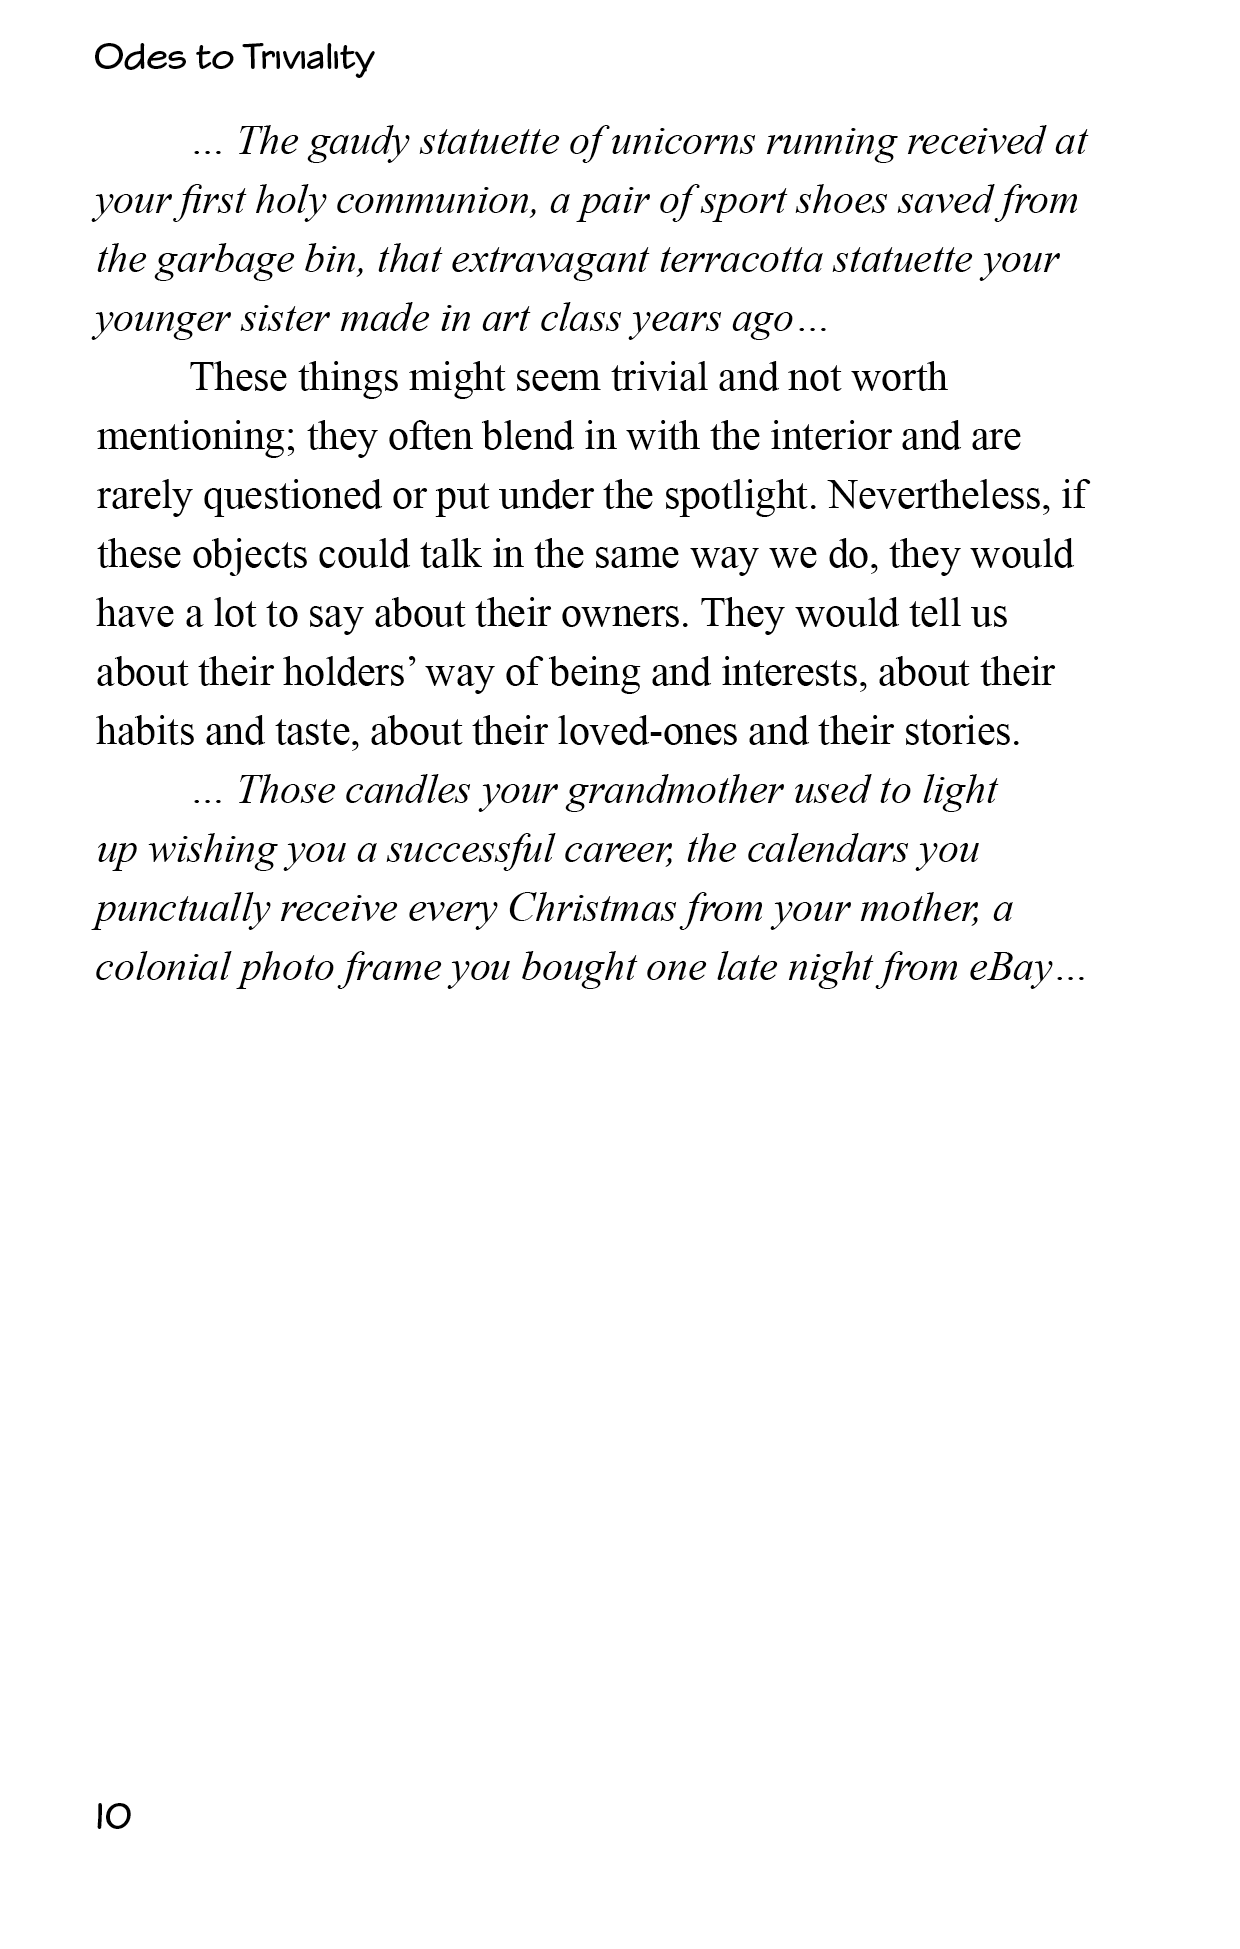 Odes to Triviality
... The gaudy statuette of unicorns running received at
your first holy communion, a pair of sport shoes saved from
the garbage bin, that extravagant terracotta statuette your
younger sister made in art class years ago…
These things might seem trivial and not worth
mentioning; they often blend in with the interior and are
rarely questioned or put under the spotlight. Nevertheless, if
these objects could talk in the same way we do, they would
have a lot to say about their owners. They would tell us
about their holders’ way of being and interests, about their
habits and taste, about their loved-ones and their stories.
... Those candles your grandmother used to light
up wishing you a successful career, the calendars you
punctually receive every Christmas from your mother, a
colonial photo frame you bought one late night from eBay…
10